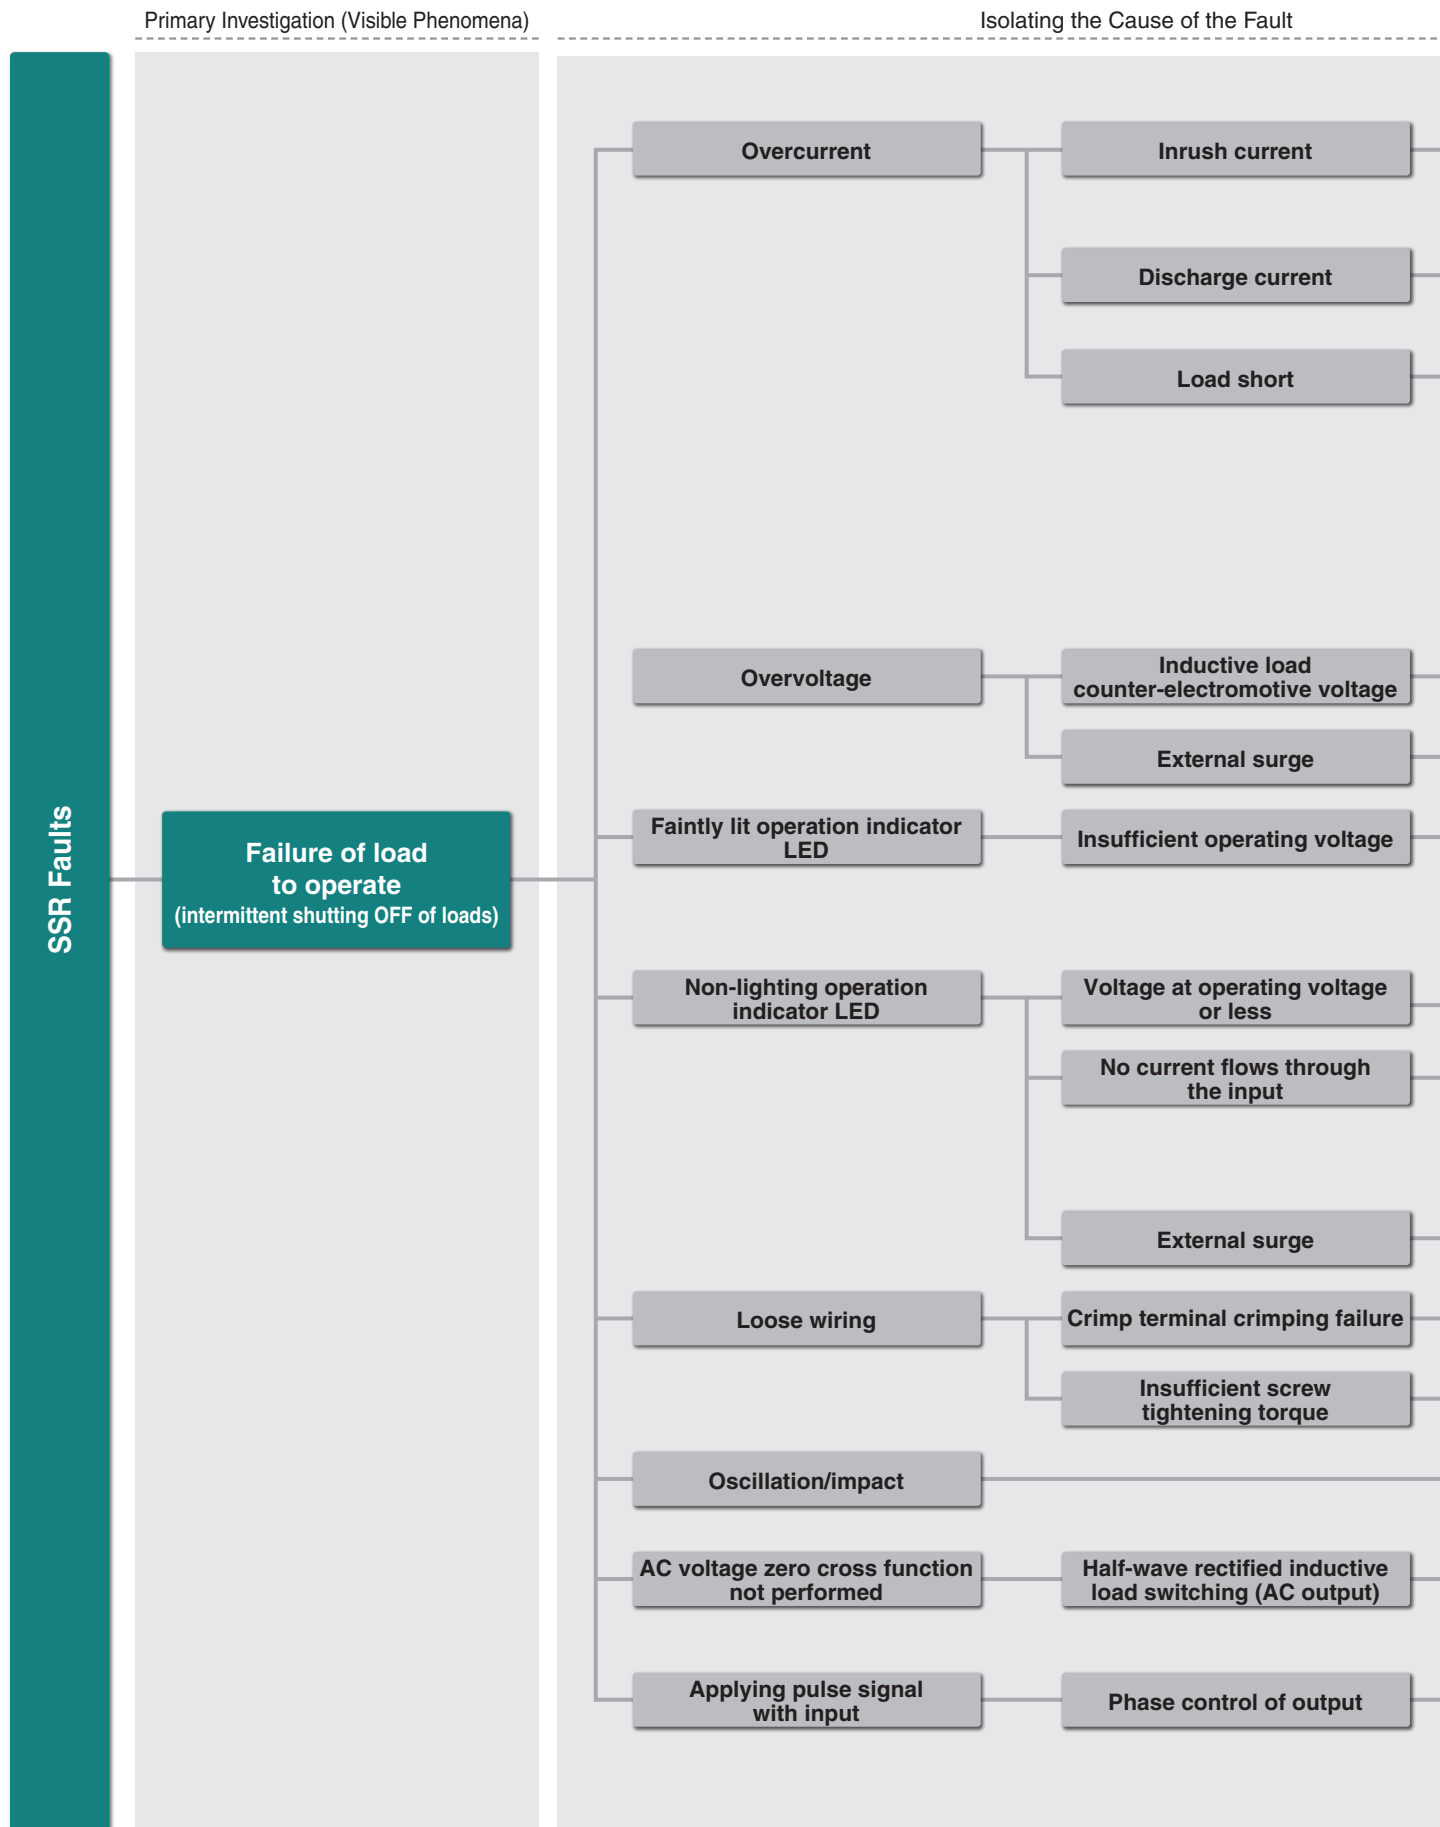 Primary Investigation (Visible Phenomena)
Isolating the Cause of the Fault
SSR Faults
Failure of load
to operate
(intermittent shutting OFF of loads)
Overcurrent
Inrush current
Discharge current
Load short
Overvoltage
Inductive load
counter-electromotive voltage
External surge
Faintly lit operation indicator
LED
Insufficient operating voltage
Non-lighting operation
indicator LED
Voltage at operating voltage
or less
No current flows through
the input
External surge
Loose wiring
Crimp terminal crimping failure
Insufficient screw
tightening torque
Oscillation/impact
AC voltage zero cross function
not performed
Half-wave rectified inductive
load switching (AC output)
Applying pulse signal
with input
Phase control of output